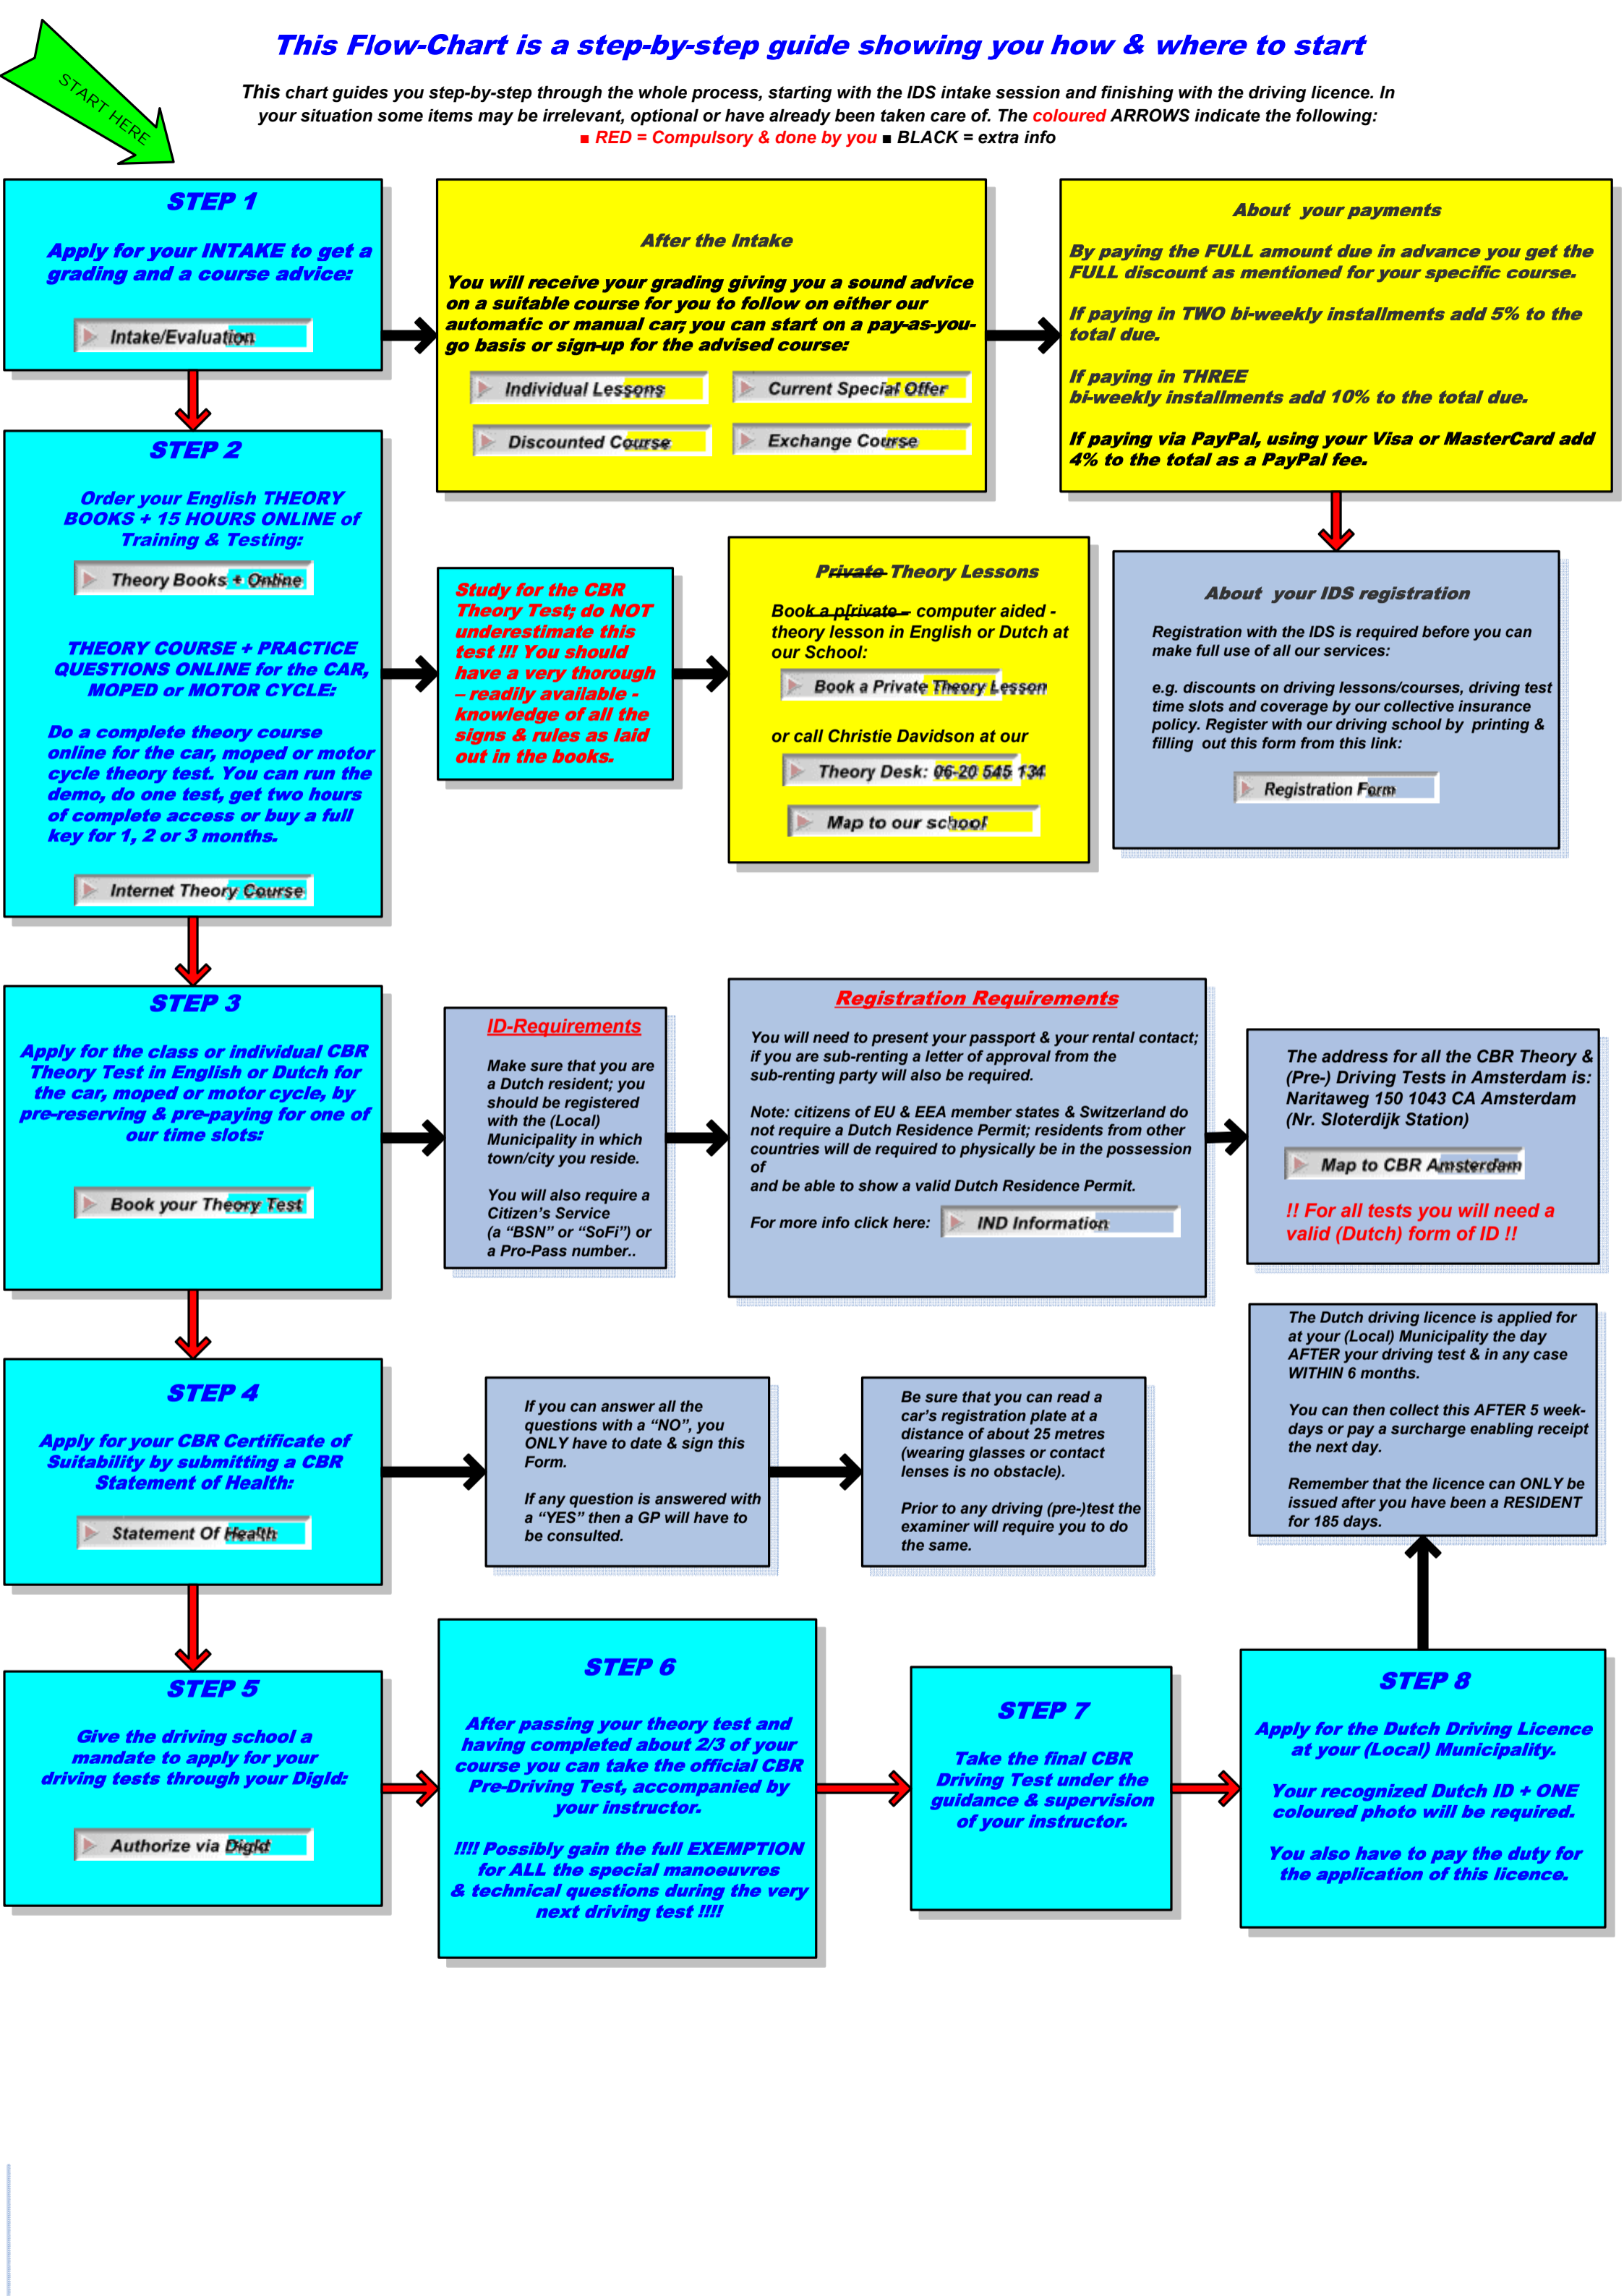 START HERE
This Flow-Chart is a step-by-step guide showing you how & where to start
This chart guides you step-by-step through the whole process, starting with the IDS intake session and finishing with the driving licence. In
your situation some items may be irrelevant, optional or have already been taken care of. The coloured ARROWS indicate the following:
■ RED = Compulsory & done by you ■ BLACK = extra info
STEP 1
Apply for your INTAKE to get a
grading and a course advice:
Intake/Evaluation
After the Intake
You will receive your grading giving you a sound advice
on a suitable course for you to follow on either our
automatic or manual car; you can start on a pay-as-you-
go basis or sign-up for the advised course:
Individual Lessons
Current Special Offer
Discounted Course
Exchange Course
About your payments
By paying the FULL amount due in advance you get the
FULL discount as mentioned for your specific course.
If paying in TWO bi-weekly installments add 5% to the
total due.
If paying in THREE
bi-weekly installments add 10% to the total due.
If paying via PayPal, using your Visa or MasterCard add
4% to the total as a PayPal fee.
STEP 2
Order your English THEORY
BOOKS + 15 HOURS ONLINE of
Training & Testing:
Theory Books + Online
THEORY COURSE + PRACTICE
QUESTIONS ONLINE for the CAR,
MOPED or MOTOR CYCLE:
Do a complete theory course
online for the car, moped or motor
cycle theory test. You can run the
demo, do one test, get two hours
of complete access or buy a full
key for 1, 2 or 3 months.
Internet Theory Course
Study for the CBR
Theory Test; do NOT
underestimate this
test !!! You should
have a very thorough
– readily available -
knowledge of all the
signs & rules as laid
out in the books.
Private Theory Lessons
Book a p[rivate – computer aided -
theory lesson in English or Dutch at
our School:
Book a Private Theory Lesson
or call Christie Davidson at our
Theory Desk: 06-20 545 134
Map to our school
About your IDS registration
Registration with the IDS is required before you can
make full use of all our services:
e.g. discounts on driving lessons/courses, driving test
time slots and coverage by our collective insurance
policy. Register with our driving school by printing &
filling out this form from this link:
Registration Form
STEP 3
Apply for the class or individual CBR
Theory Test in English or Dutch for
the car, moped or motor cycle, by
pre-reserving & pre-paying for one of
our time slots:
Book your Theory Test
ID-Requirements
Make sure that you are
a Dutch resident; you
should be registered
with the (Local)
Municipality in which
town/city you reside.
You will also require a
Citizen's Service
(a “BSN” or “SoFi”) or
a Pro-Pass number..
Registration Requirements
You will need to present your passport & your rental contact;
if you are sub-renting a letter of approval from the
sub-renting party will also be required.
Note: citizens of EU & EEA member states & Switzerland do
not require a Dutch Residence Permit; residents from other
countries will de required to physically be in the possession
of
and be able to show a valid Dutch Residence Permit.
For more info click here:
IND Information
The address for all the CBR Theory &
(Pre-) Driving Tests in Amsterdam is:
Naritaweg 150 1043 CA Amsterdam
(Nr. Sloterdijk Station)
Map to CBR Amsterdam
!! For all tests you will need a
valid (Dutch) form of ID !!
STEP 4
Apply for your CBR Certificate of
Suitability by submitting a CBR
Statement of Health:
Statement Of Health
If you can answer all the
questions with a “NO”, you
ONLY have to date & sign this
Form.
If any question is answered with
a “YES” then a GP will have to
be consulted.
Be sure that you can read a
car's registration plate at a
distance of about 25 metres
(wearing glasses or contact
lenses is no obstacle).
Prior to any driving (pre-)test the
examiner will require you to do
the same.
The Dutch driving licence is applied for
at your (Local) Municipality the day
AFTER your driving test & in any case
WITHIN 6 months.
You can then collect this AFTER 5 week-
days or pay a surcharge enabling receipt
the next day.
Remember that the licence can ONLY be
issued after you have been a RESIDENT
for 185 days.
STEP 5
Give the driving school a
mandate to apply for your
driving tests through your DigId:
Authorize via DigId
STEP 6
After passing your theory test and
having completed about 2/3 of your
course you can take the official CBR
Pre-Driving Test, accompanied by
your instructor.
!!!! Possibly gain the full EXEMPTION
for ALL the special manoeuvres
& technical questions during the very
next driving test !!!!
STEP 7
Take the final CBR
Driving Test under the
guidance & supervision
of your instructor.
STEP 8
Apply for the Dutch Driving Licence
at your (Local) Municipality.
Your recognized Dutch ID + ONE
coloured photo will be required.
You also have to pay the duty for
the application of this licence.